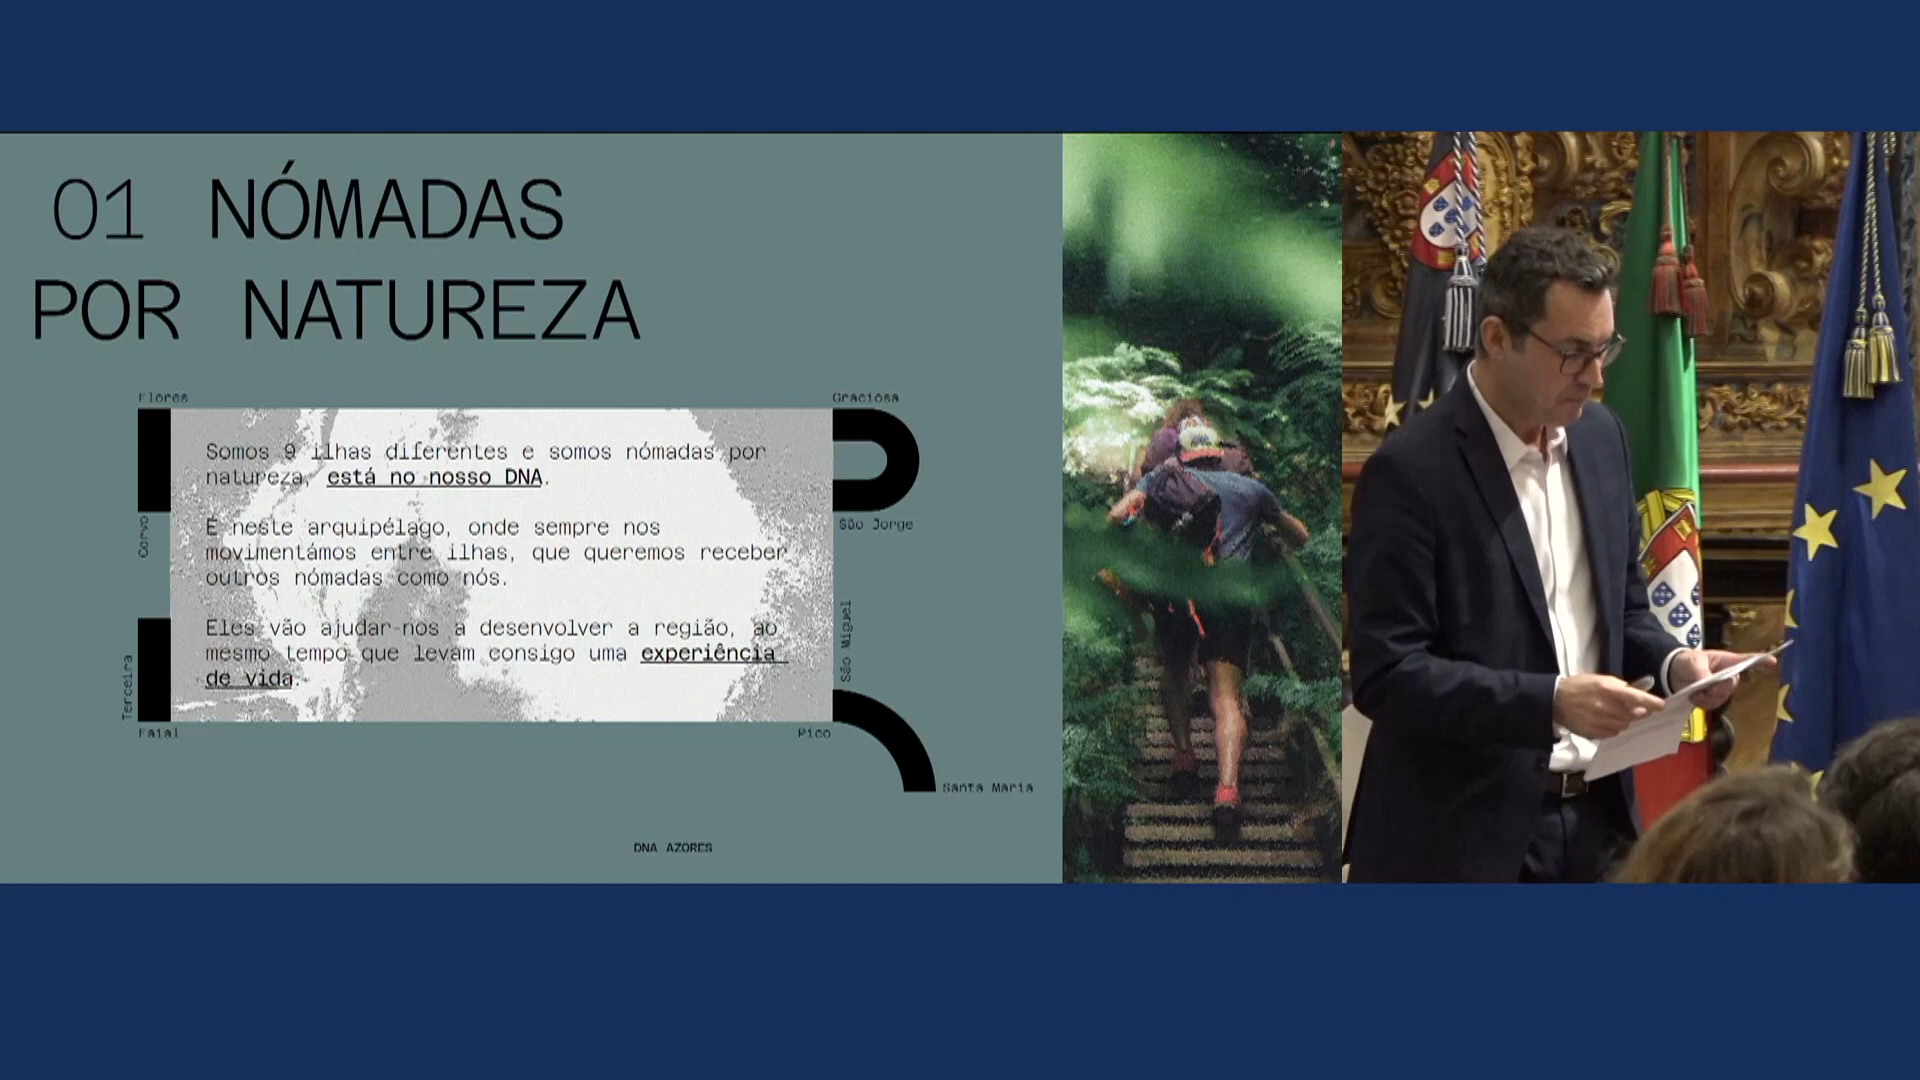 01 NÓMADAS
POR NATUREZA
Flores
Graciosa
Somos 9 ilhas diferentes e somos nómadas por
natureza, está no nosso DNA.
É neste arquipélago, onde sempre nos
movimentámos entre ilhas, que queremos receber
outros nómadas como nós.
Eles vão ajudar-nos a desenvolver a região, ao
mesmo tempo que levam consigo uma experiência
de vida.
Corvo
São Jorge
São Miguel
Terceira
Faial
Pico
Santa Maria
DNA AZORES